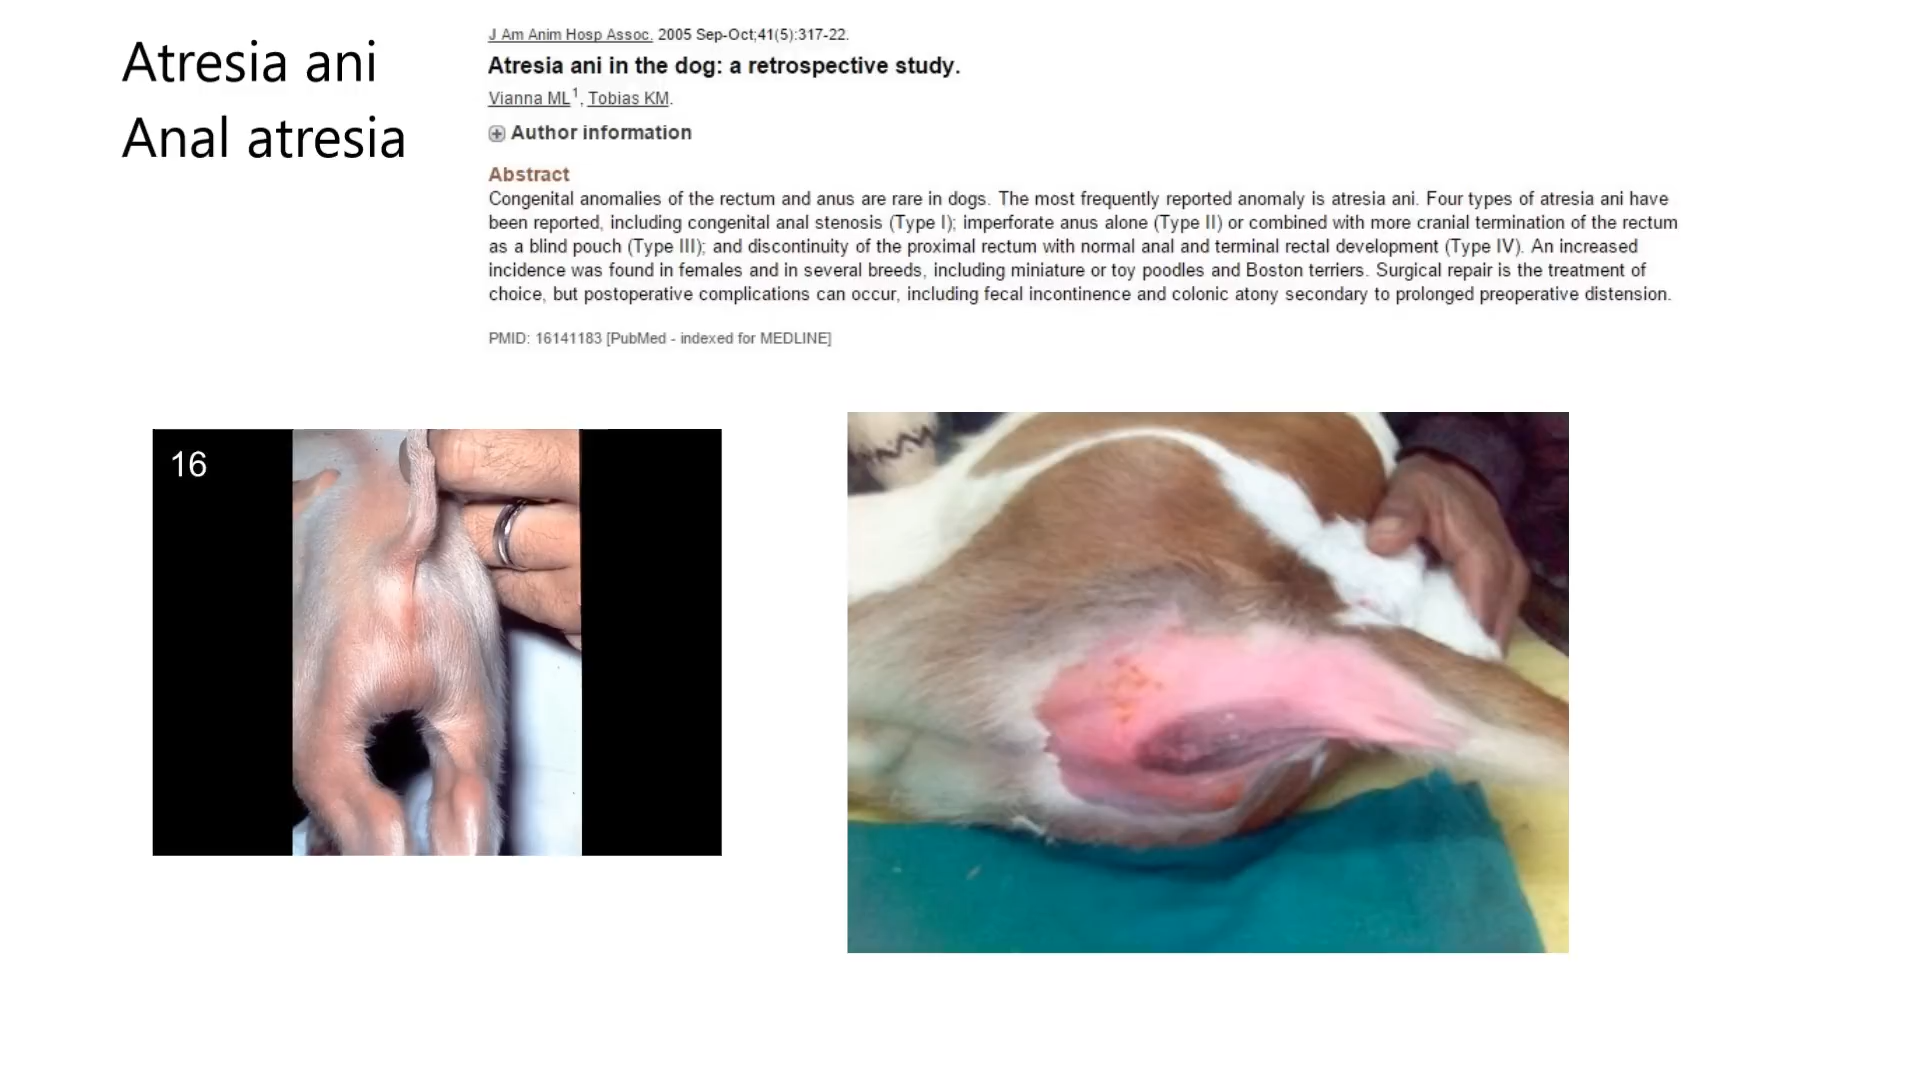 Atresia ani
Anal atresia
J Am Anim Hosp Assoc. 2005 Sep-Oct;41(5):317-22.
Atresia ani in the dog: a retrospective study.
Vianna ML1, Tobias KM.
Author information
Abstract
Congenital anomalies of the rectum and anus are rare in dogs. The most frequently reported anomaly is atresia ani. Four types of atresia ani have
been reported, including congenital anal stenosis (Type I); imperforate anus alone (Type II) or combined with more cranial termination of the rectum
as a blind pouch (Type III); and discontinuity of the proximal rectum with normal anal and terminal rectal development (Type IV). An increased
incidence was found in females and in several breeds, including miniature or toy poodles and Boston terriers. Surgical repair is the treatment of
choice, but postoperative complications can occur, including fecal incontinence and colonic atony secondary to prolonged preoperative distension.
PMID: 16141183 [PubMed - indexed for MEDLINE]
16